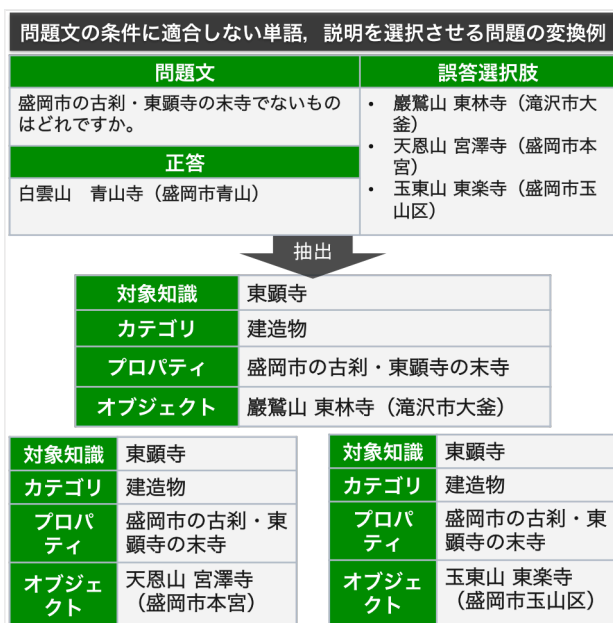 問題文の条件に適合しない単語，説明を選択させる問題の変換例
問題文
盛岡市の古刹・東顕寺の末寺でないもの
はどれですか。
正答
白雲山　青山寺（盛岡市青山）
誤答選択肢
• 巖鷲山 東林寺（滝沢市大
釜）
• 天恩山 宮澤寺（盛岡市本
宮）
• 玉東山 東楽寺（盛岡市玉
山区）
抽出
対象知識 東顕寺
カテゴリ 建造物
プロパティ 盛岡市の古刹・東顕寺の末寺
オブジェクト 巖鷲山 東林寺（滝沢市大釜）
対象知識 東顕寺
カテゴリ 建造物
プロパ
ティ
盛岡市の古刹・東
顕寺の末寺
オブジェ
クト
天恩山 宮澤寺
（盛岡市本宮）
対象知識 東顕寺
カテゴリ 建造物
プロパ
ティ
盛岡市の古刹・東
顕寺の末寺
オブジェ
クト
玉東山 東楽寺
（盛岡市玉山区）